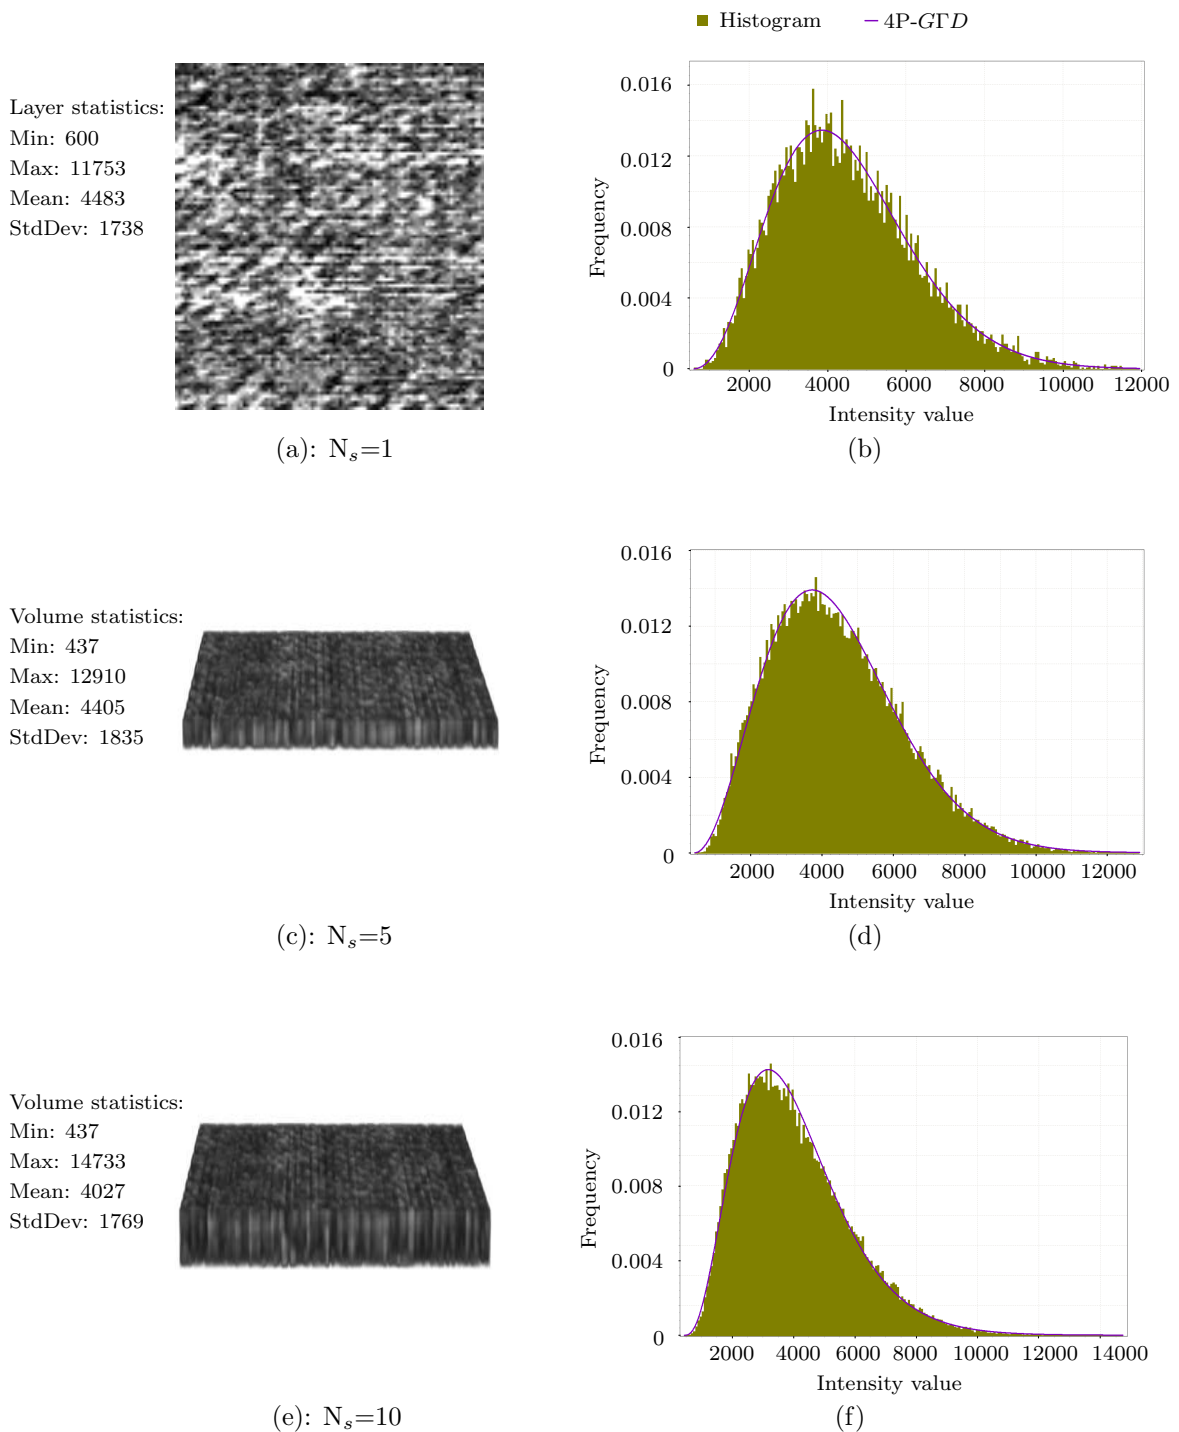 Histogram
4P-GΓD
Layer statistics:
Min: 600
Max: 11753
Mean: 4483
StdDev: 1738
Frequency
0.016
0.012
0.008
0.004
0
2000 4000 6000 8000 10000 12000
Intensity value
(a): Nₛ=1
(b)
Volume statistics:
Min: 437
Max: 12910
Mean: 4405
StdDev: 1835
Frequency
0.016
0.012
0.008
0.004
0
2000 4000 6000 8000 10000 12000
Intensity value
(c): Nₛ=5
(d)
Volume statistics:
Min: 437
Max: 14733
Mean: 4027
StdDev: 1769
Frequency
0.016
0.012
0.008
0.004
0
2000 4000 6000 8000 10000 12000 14000
Intensity value
(e): Nₛ=10
(f)